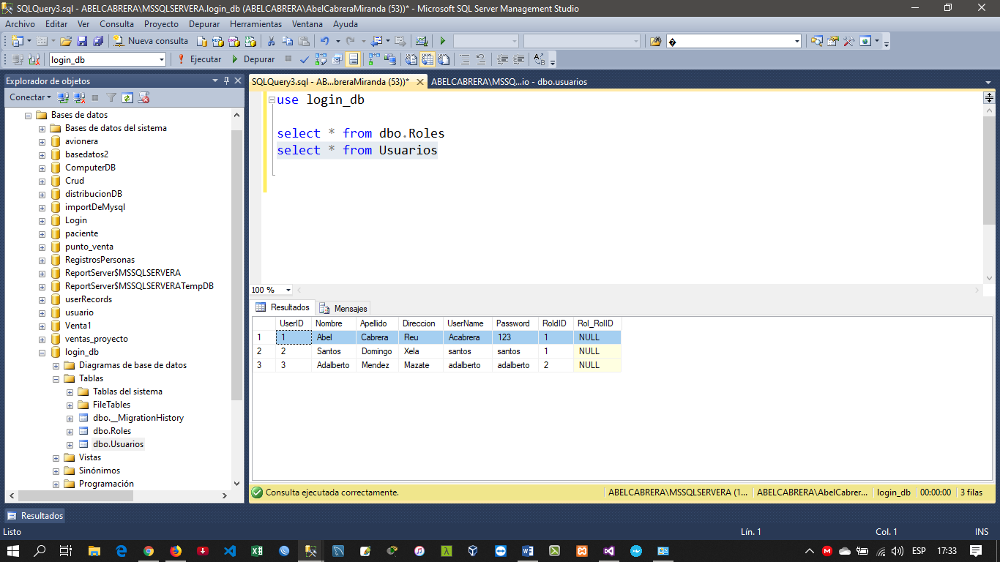 SQLQuery3.sql - ABELCABRERA\MSSQLSERVERA.login_db (ABELCABRERA\AbelCabreraMiranda (53))* - Microsoft SQL Server Management Studio
Archivo Editar Ver Consulta Proyecto Depurar Herramientas Ventana Ayuda
Nueva consulta
login_db Ejecutar Depurar
Explorador de objetos
SQLQuery3.sql - AB...breraMiranda (53))* ABELCABRERA\MSSQ...io - dbo.usuarios
Conectar
Bases de datos
Bases de datos del sistema
avionera
basedatos2
ComputerDB
Crud
distribucionDB
importDeMysql
Login
paciente
punto_venta
RegistrosPersonas
ReportServer$MSSQLSERVERA
ReportServer$MSSQLSERVERATempDB
userRecords
usuario
Venta1
ventas_proyecto
login_db
Diagramas de base de datos
Tablas
Tablas del sistema
FileTables
dbo.__MigrationHistory
dbo.Roles
dbo.Usuarios
Vistas
Sinónimos
Programación
use login_db
select * from dbo.Roles
select * from Usuarios
100 %
Resultados Mensajes
UserID Nombre Apellido Direccion UserName Password RoldID Rol_RolID
1 1 Abel Cabrera Reu Acabrera 123 1 NULL
2 2 Santos Domingo Xela santos santos 1 NULL
3 3 Adalberto Mendez Mazate adalberto adalberto 2 NULL
Consulta ejecutada correctamente. ABELCABRERA\MSSQLSERVERA (1... ABELCABRERA\AbelCabrer... login_db 00:00:00 3 filas
Resultados
Listo Lín. 1 Col. 1 INS
ESP 17:33